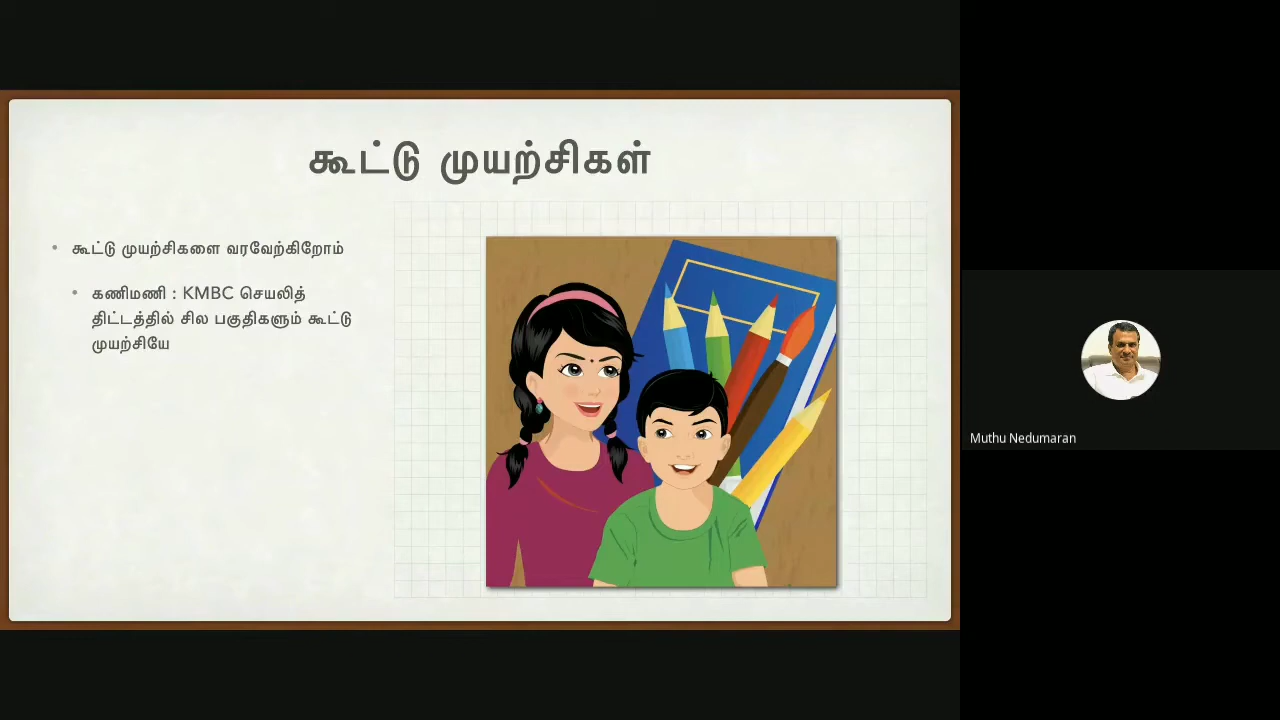 கூட்டு முயற்சிகள்
• கூட்டு முயற்சிகளை வரவேற்கிறோம்
• கணிமணி : KMBC செயலித்
திட்டத்தில் சில பகுதிகளும் கூட்டு
முயற்சியே
Muthu Nedumaran